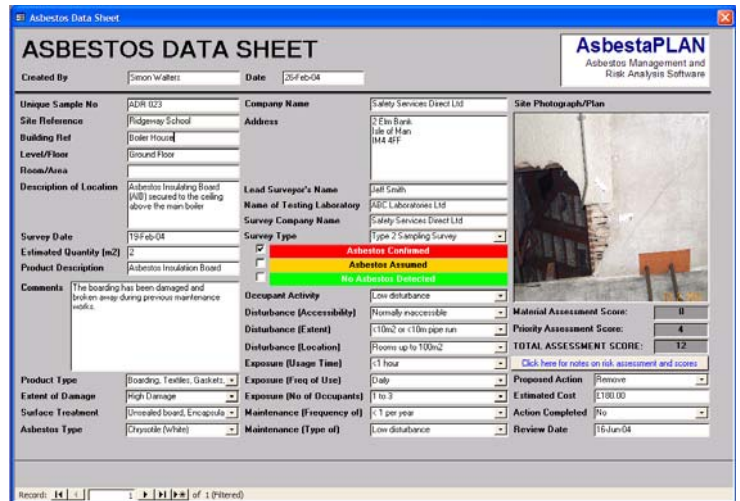 Asbestos Data Sheet
ASBESTOS DATA SHEET
AsbestaPLAN
Asbestos Management and
Risk Analysis Software
Created By Simon Walters Date 26-Feb-04
Unique Sample No ADR 023
Site Reference Ridgeway School
Building Ref Boiler House
Level/Floor Ground Floor
Room/Area
Description of Location Asbestos Insulating Board
(AIB) secured to the ceiling
above the main boiler
Survey Date 19-Feb-04
Estimated Quantity (m2) 2
Product Description Asbestos Insulation Board
Comments The boarding has been damaged and
broken away during previous maintenance
works.
Product Type Boarding, Textiles, Gaskets,
Extent of Damage High Damage
Surface Treatment Unsealed board, Encapsula
Asbestos Type Chrysotile (White)
Company Name Safety Services Direct Ltd
Address 2 Elm Bank
Isle of Man
IM4 4FF
Lead Surveyor's Name Jeff Smith
Name of Testing Laboratory ABC Laboratories Ltd
Survey Company Name Safety Services Direct Ltd
Survey Type Type 2 Sampling Survey
Asbestos Confirmed
Asbestos Assumed
No Asbestos Detected
Occupant Activity Low disturbance
Disturbance (Accessibility) Normally inaccessible
Disturbance (Extent) <10m2 or <10m pipe run
Disturbance (Location) Rooms up to 100m2
Exposure (Usage Time) <1 hour
Exposure (Freq of Use) Daily
Exposure (No of Occupants) 1 to 3
Maintenance (Frequency of) < 1 per year
Maintenance (Type of) Low disturbance
Site Photograph/Plan
Material Assessment Score: 8
Priority Assessment Score: 4
TOTAL ASSESSMENT SCORE: 12
Click here for notes on risk assessment and scores
Proposed Action Remove
Estimated Cost £180.00
Action Completed No
Review Date 16-Jun-04
Record: 1 of 1 (Filtered)